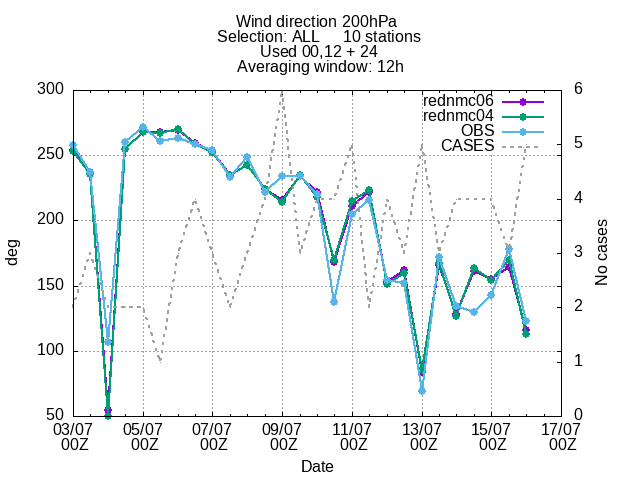 Wind direction 200hPa
Selection: ALL 10 stations
Used 00,12 + 24
Averaging window: 12h
rednmc06
rednmc04
OBS
CASES
300
250
200
150
100
50
deg
6
5
4
3
2
1
0
No cases
03/07 05/07 07/07 09/07 11/07 13/07 15/07 17/07
00Z 00Z 00Z 00Z 00Z 00Z 00Z 00Z
Date